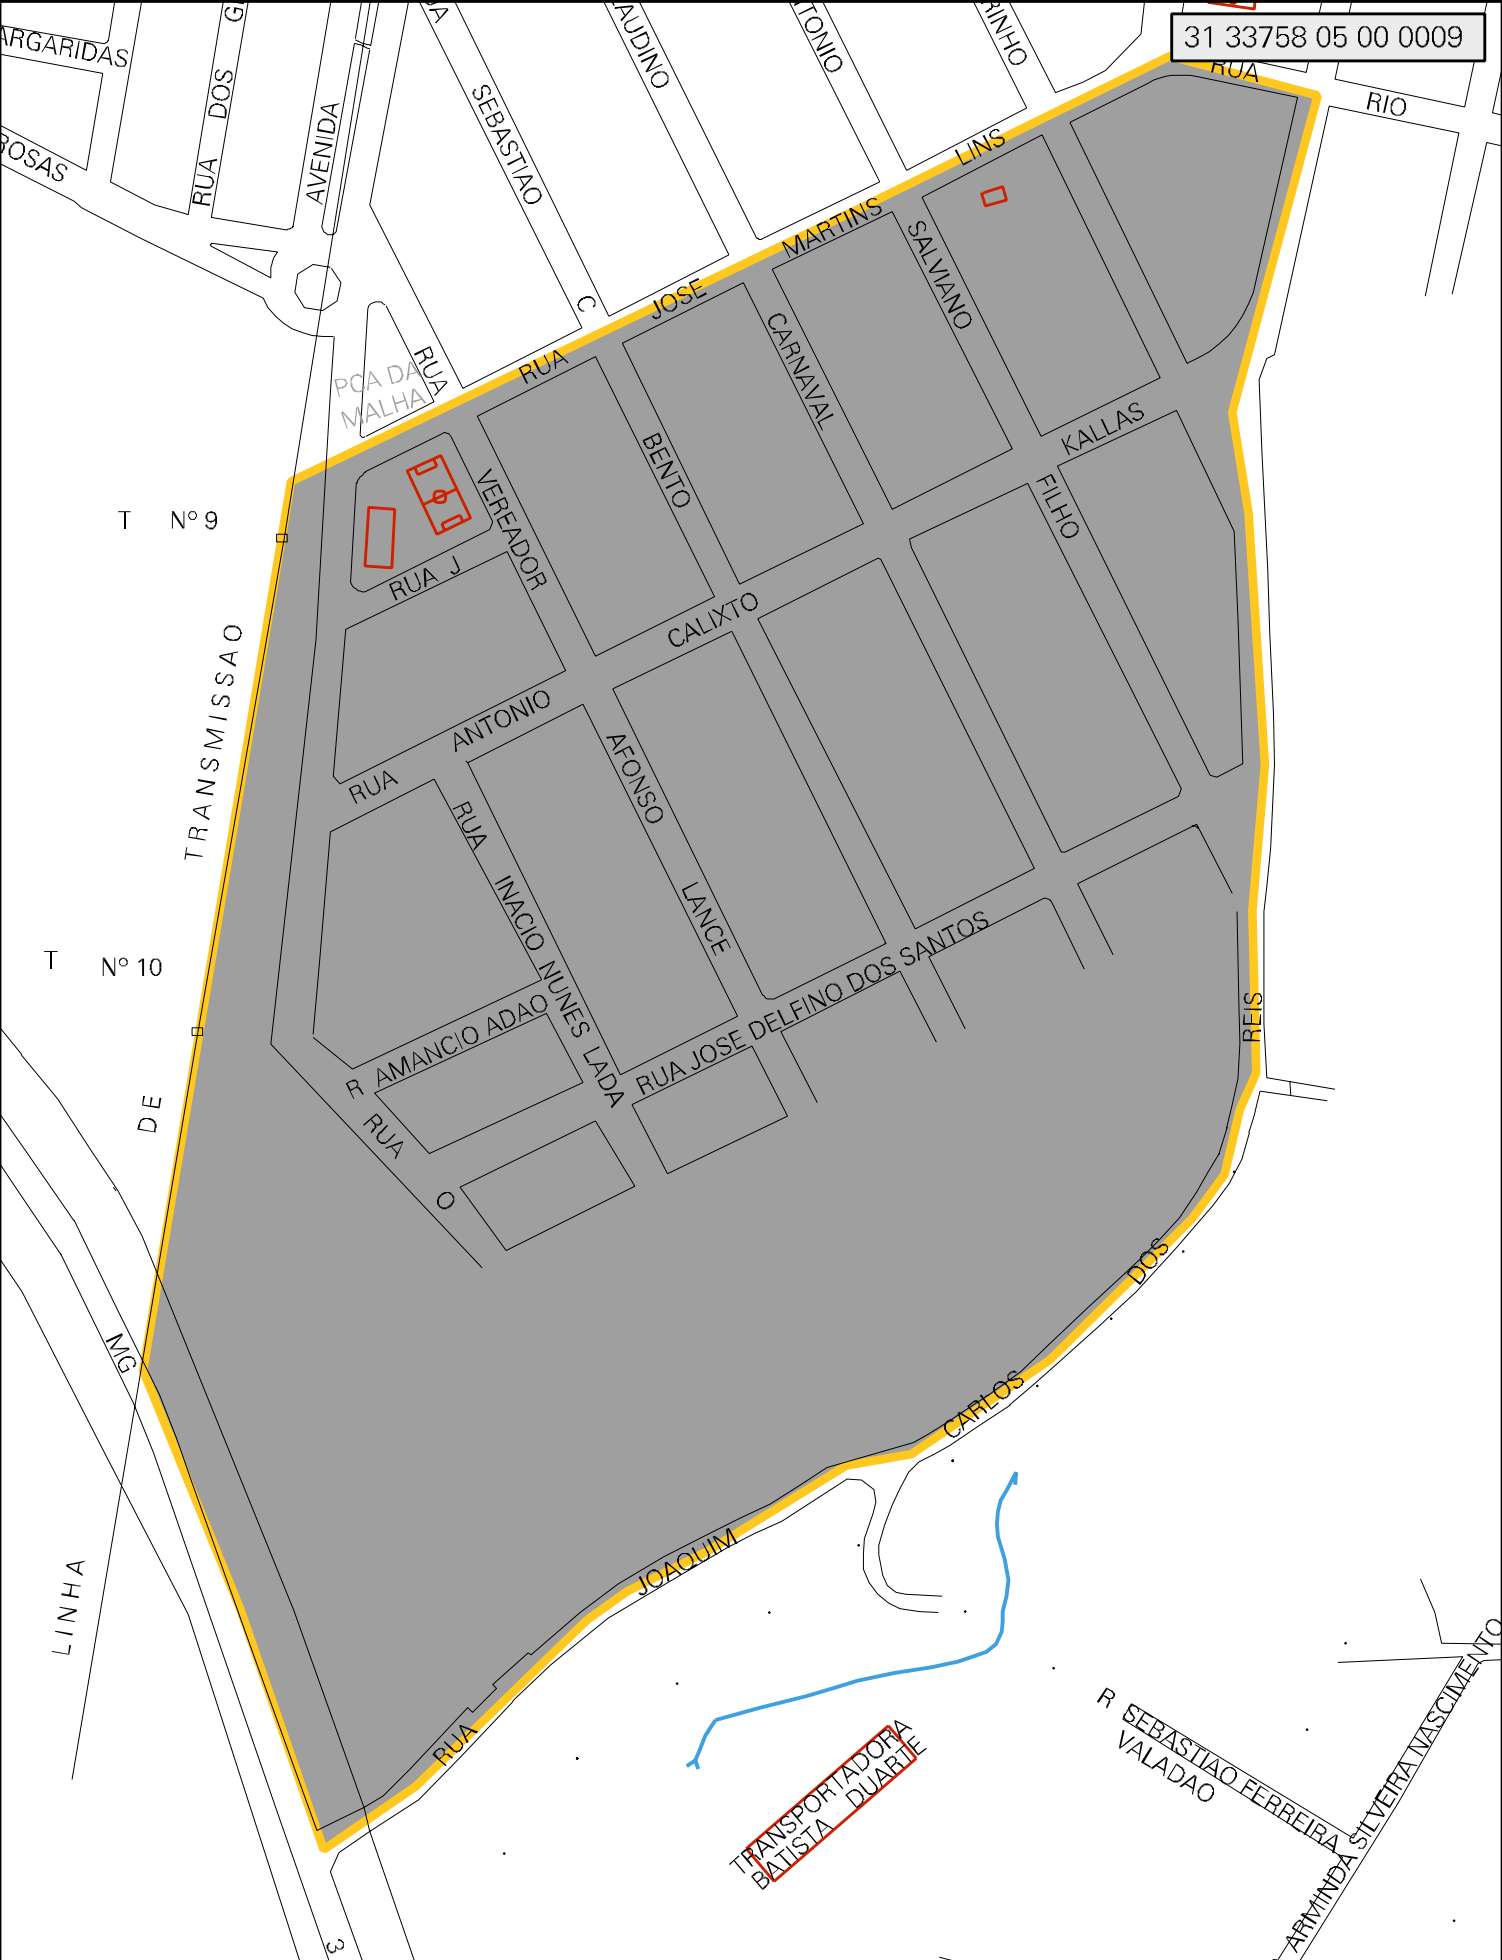 31 33758 05 00 0009
ARGARIDAS
ROSAS
RUA DOS
AVENIDA
SEBASTIAO
C
RUA
RIO
RUA JOSE MARTINS LINS
PCA DA
MALHA
RUA
T Nº 9
T Nº 10
LINHA DE TRANSMISSAO
RUA J
VEREADOR
AFONSO
LANCE
BENTO
CARNAVAL
SALVIANO
FILHO
RUA ANTONIO CALIXTO KALLAS
RUA INACIO NUNES LADA
R AMANCIO ADAO
RUA JOSE DELFINO DOS SANTOS
RUA O
RUA JOAQUIM CARLOS DOS REIS
MG
3
TRANSPORTADORA
BATISTA DUARTE
R SEBASTIAO FERREIRA
VALADAO
ARMINDA SILVEIRA NASCIMENTO